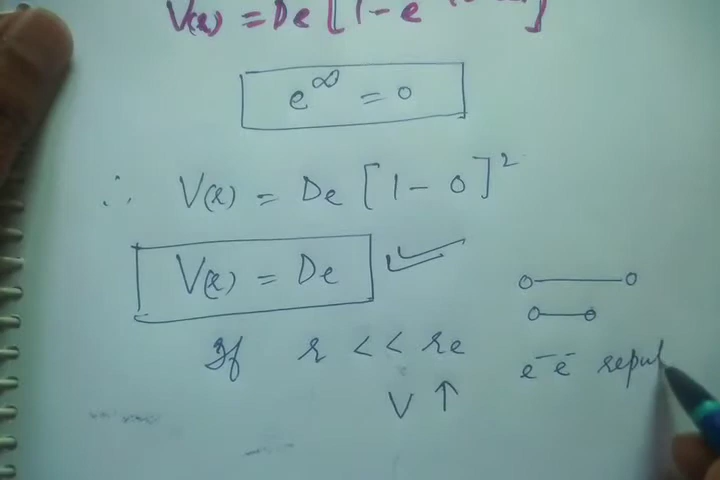 V(r) = De [1 - e
e^∞ = 0
∴ V(r) = De [1 - 0]²
V(r) = De ✓
If r << re
V ↑
e⁻ e⁻ repul